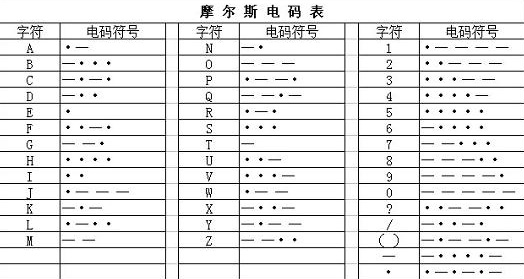 摩尔斯电码表
字符 电码符号 字符 电码符号 字符 电码符号
A ·— N —· 1 ·————
B —··· O ——— 2 ··———
C —·—· P ·——· 3 ···——
D —·· Q ——·— 4 ····—
E · R ·—· 5 ·····
F ··—· S ··· 6 —····
G ——· T — 7 ——···
H ···· U ··— 8 ———··
I ·· V ···— 9 ————·
J ·——— W ·—— 0 —————
K —·— X —··— ? ··——··
L ·—·· Y —·—— / —··—·
M —— Z ——·· () —·——·—
— —····—
· ·—·—·—